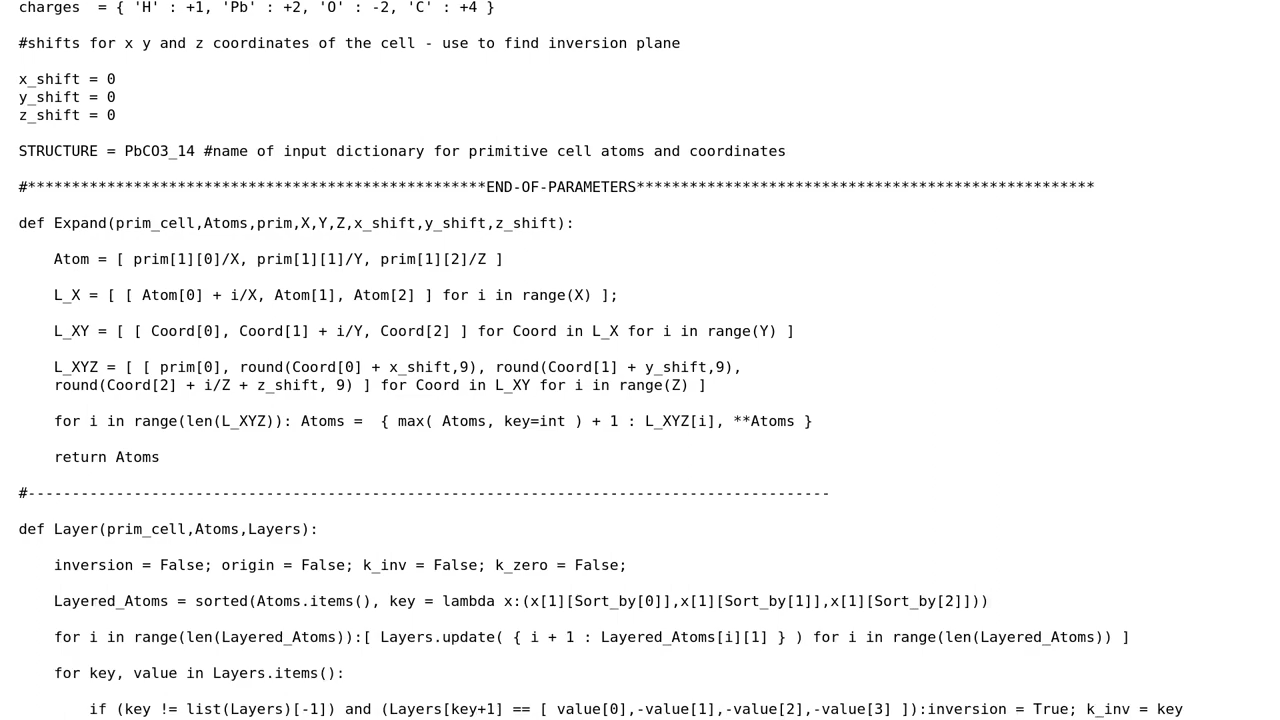 charges  = { 'H' : +1, 'Pb' : +2, 'O' : -2, 'C' : +4 }
#shifts for x y and z coordinates of the cell - use to find inversion plane
x_shift = 0
y_shift = 0
z_shift = 0
STRUCTURE = PbCO3_14 #name of input dictionary for primitive cell atoms and coordinates
#****************************************************END-OF-PARAMETERS****************************************************
def Expand(prim_cell,Atoms,prim,X,Y,Z,x_shift,y_shift,z_shift):
    Atom = [ prim[1][0]/X, prim[1][1]/Y, prim[1][2]/Z ]
    L_X = [ [ Atom[0] + i/X, Atom[1], Atom[2] ] for i in range(X) ];
    L_XY = [ [ Coord[0], Coord[1] + i/Y, Coord[2] ] for Coord in L_X for i in range(Y) ]
    L_XYZ = [ [ prim[0], round(Coord[0] + x_shift,9), round(Coord[1] + y_shift,9),
    round(Coord[2] + i/Z + z_shift, 9) ] for Coord in L_XY for i in range(Z) ]
    for i in range(len(L_XYZ)): Atoms =  { max( Atoms, key=int ) + 1 : L_XYZ[i], **Atoms }
    return Atoms
#-------------------------------------------------------------------------------------------
def Layer(prim_cell,Atoms,Layers):
    inversion = False; origin = False; k_inv = False; k_zero = False;
    Layered_Atoms = sorted(Atoms.items(), key = lambda x:(x[1][Sort_by[0]],x[1][Sort_by[1]],x[1][Sort_by[2]]))
    for i in range(len(Layered_Atoms)):[ Layers.update( { i + 1 : Layered_Atoms[i][1] } ) for i in range(len(Layered_Atoms)) ]
    for key, value in Layers.items():
        if (key != list(Layers)[-1]) and (Layers[key+1] == [ value[0],-value[1],-value[2],-value[3] ]):inversion = True; k_inv = key